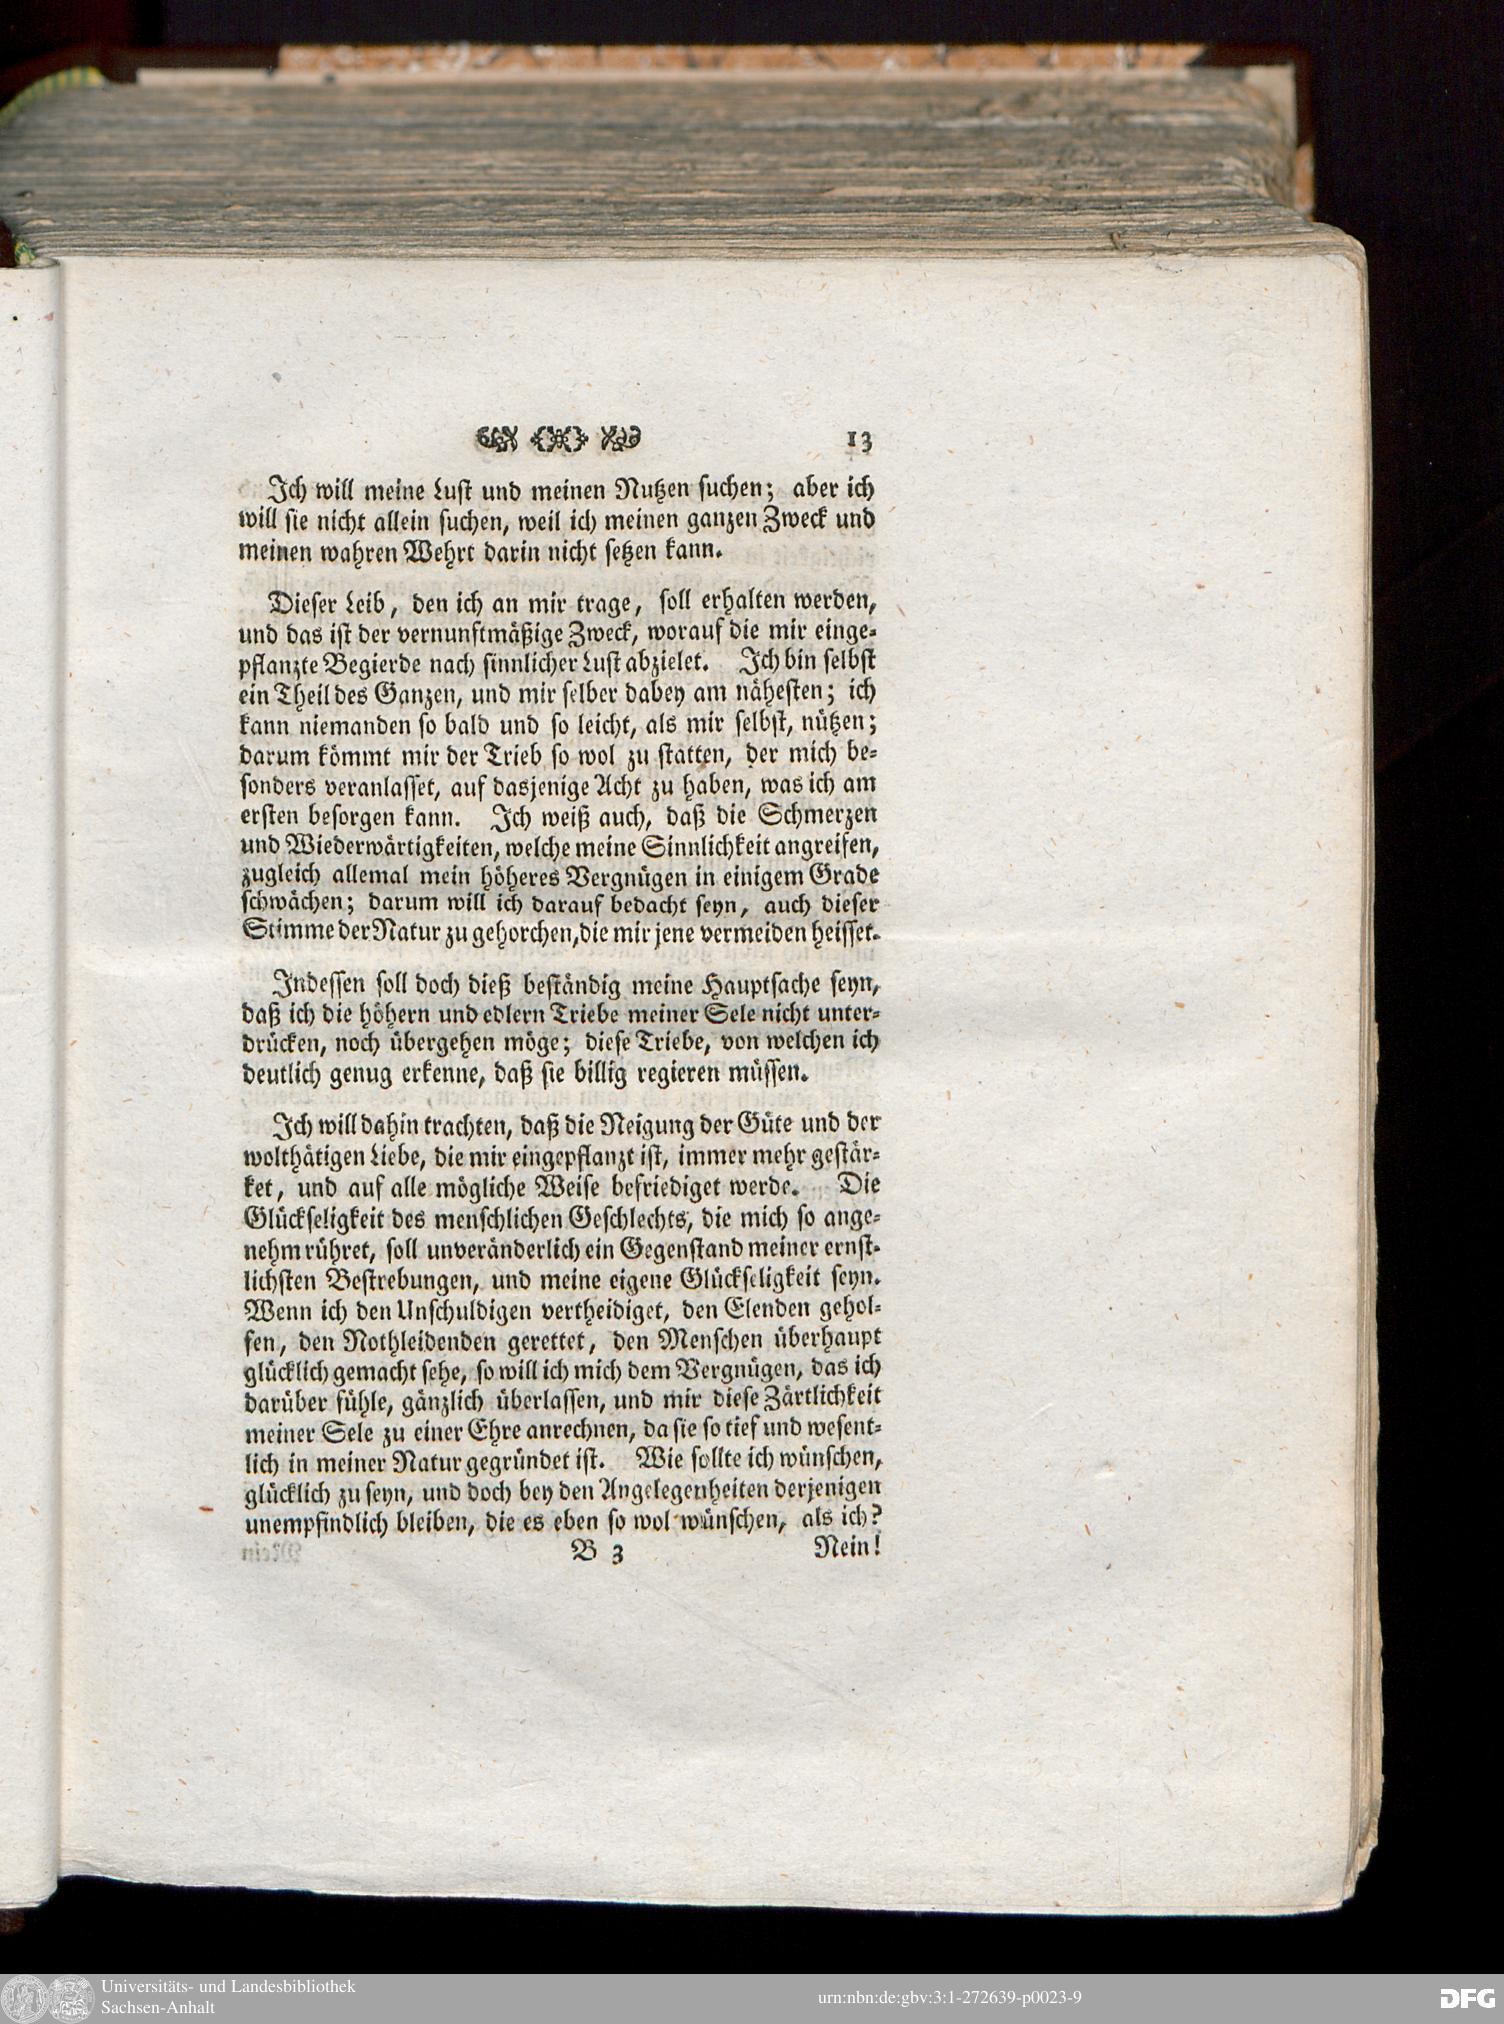 13
Ich will meine Lust und meinen Nutzen suchen; aber ich
will sie nicht allein suchen, weil ich meinen ganzen Zweck und
meinen wahren Wehrt darin nicht setzen kann.
Dieser Leib, den ich an mir trage, soll erhalten werden,
und das ist der vernunftmäßige Zweck, worauf die mir einge-
pflanzte Begierde nach sinnlicher Lust abzielet. Ich bin selbst
ein Theil des Ganzen, und mir selber dabey am nähesten; ich
kann niemanden so bald und so leicht, als mir selbst, nützen;
darum kömmt mir der Trieb so wol zu statten, der mich be-
sonders veranlasset, auf dasjenige Acht zu haben, was ich am
ersten besorgen kann. Ich weiß auch, daß die Schmerzen
und Wiederwärtigkeiten, welche meine Sinnlichkeit angreifen,
zugleich allemal mein höheres Vergnügen in einigem Grade
schwächen; darum will ich darauf bedacht seyn, auch dieser
Stimme der Natur zu gehorchen, die mir jene vermeiden heisset.
Indessen soll doch dieß beständig meine Hauptsache seyn,
daß ich die höhern und edlern Triebe meiner Sele nicht unter-
drücken, noch übergehen möge; diese Triebe, von welchen ich
deutlich genug erkenne, daß sie billig regieren müssen.
Ich will dahin trachten, daß die Neigung der Güte und der
wolthätigen Liebe, die mir eingepflanzt ist, immer mehr gestär-
ket, und auf alle mögliche Weise befriediget werde. Die
Glückseligkeit des menschlichen Geschlechts, die mich so ange-
nehm rühret, soll unveränderlich ein Gegenstand meiner ernst-
lichsten Bestrebungen, und meine eigene Glückseligkeit seyn.
Wenn ich den Unschuldigen vertheidiget, den Elenden gehol-
fen, den Nothleidenden gerettet, den Menschen überhaupt
glücklich gemacht sehe, so will ich mich dem Vergnügen, das ich
darüber fühle, gänzlich überlassen, und mir diese Zärtlichkeit
meiner Sele zu einer Ehre anrechnen, da sie so tief und wesent-
lich in meiner Natur gegründet ist. Wie sollte ich wünschen,
glücklich zu seyn, und doch bey den Angelegenheiten derjenigen
unempfindlich bleiben, die es eben so wol wünschen, als ich?
B 3 Nein!
Universitäts- und Landesbibliothek
Sachsen-Anhalt
urn:nbn:de:gbv:3:1-272639-p0023-9
DFG